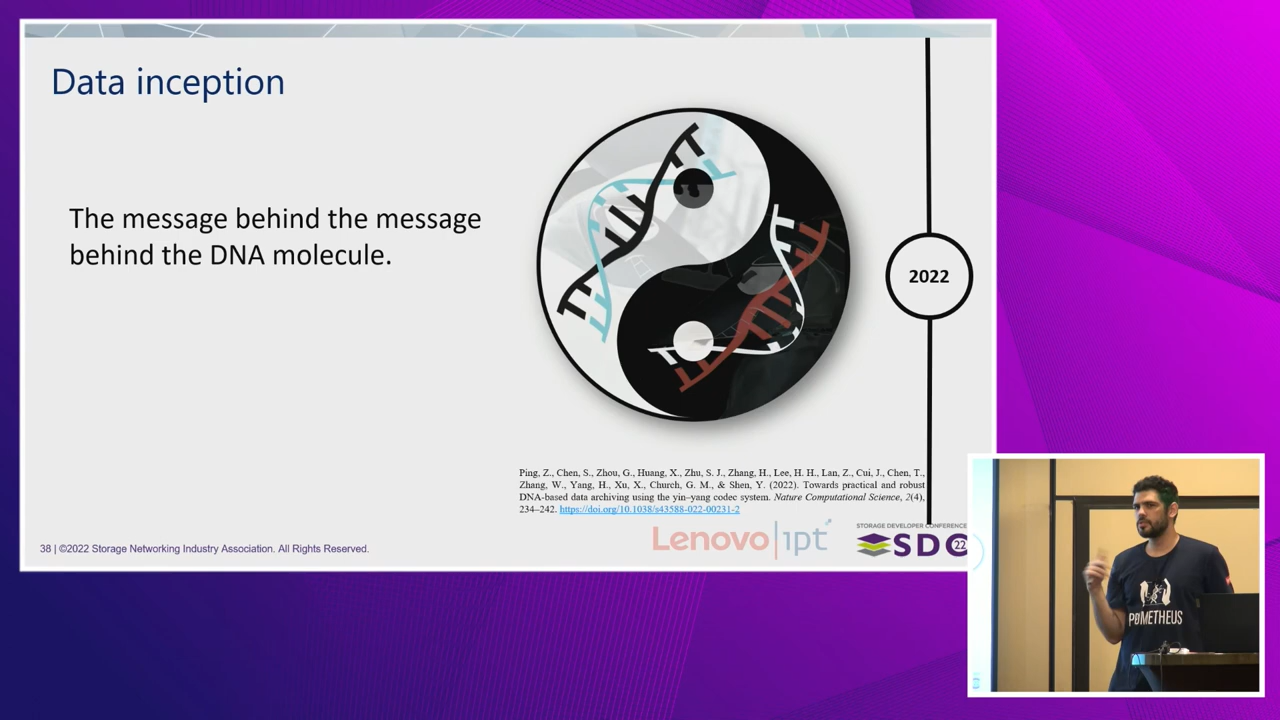 Data inception
The message behind the message
behind the DNA molecule.
2022
Ping, Z., Chen, S., Zhou, G., Huang, X., Zhu, S. J., Zhang, H., Lee, H. H., Lan, Z., Cui, J., Chen, T.,
Zhang, W., Yang, H., Xu, X., Church, G. M., & Shen, Y. (2022). Towards practical and robust
DNA-based data archiving using the yin–yang codec system. Nature Computational Science, 2(4),
234–242. https://doi.org/10.1038/s43588-022-00231-2
Lenovo ipt
STORAGE DEVELOPER CONFERENCE
SDC 22
38 | ©2022 Storage Networking Industry Association. All Rights Reserved.
PROMETHEUS